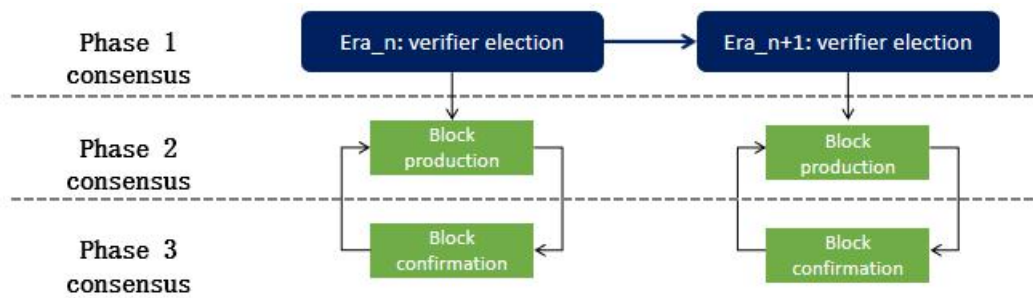 Phase 1
consensus
Era_n: verifier election
Era_n+1: verifier election
Phase 2
consensus
Block
production
Block
production
Phase 3
consensus
Block
confirmation
Block
confirmation